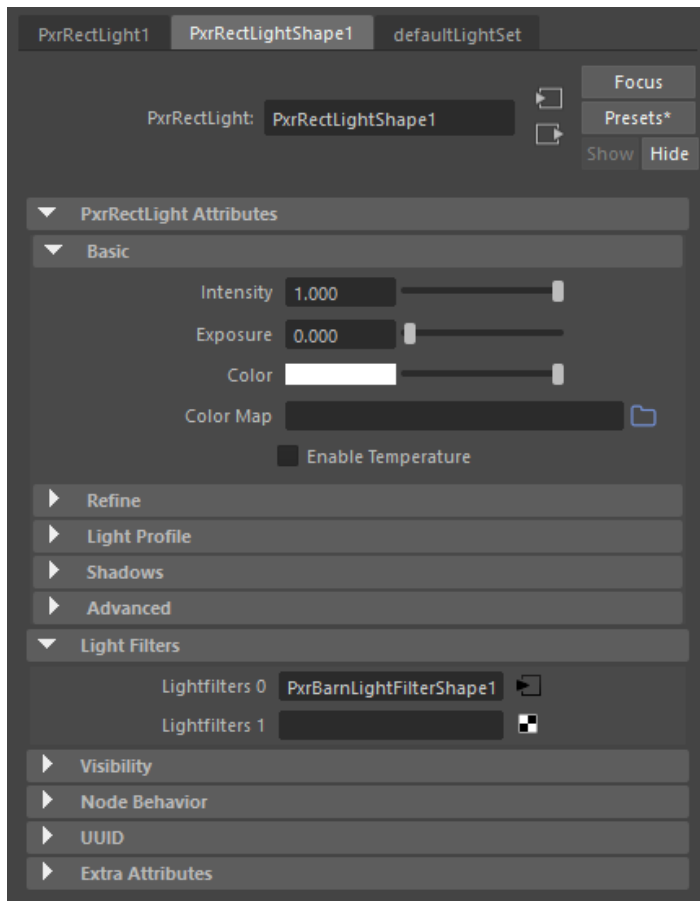 PxrRectLight1 PxrRectLightShape1 defaultLightSet
Focus
PxrRectLight: PxrRectLightShape1 Presets*
Show Hide
PxrRectLight Attributes
Basic
Intensity 1.000
Exposure 0.000
Color
Color Map
Enable Temperature
Refine
Light Profile
Shadows
Advanced
Light Filters
Lightfilters 0 PxrBarnLightFilterShape1
Lightfilters 1
Visibility
Node Behavior
UUID
Extra Attributes